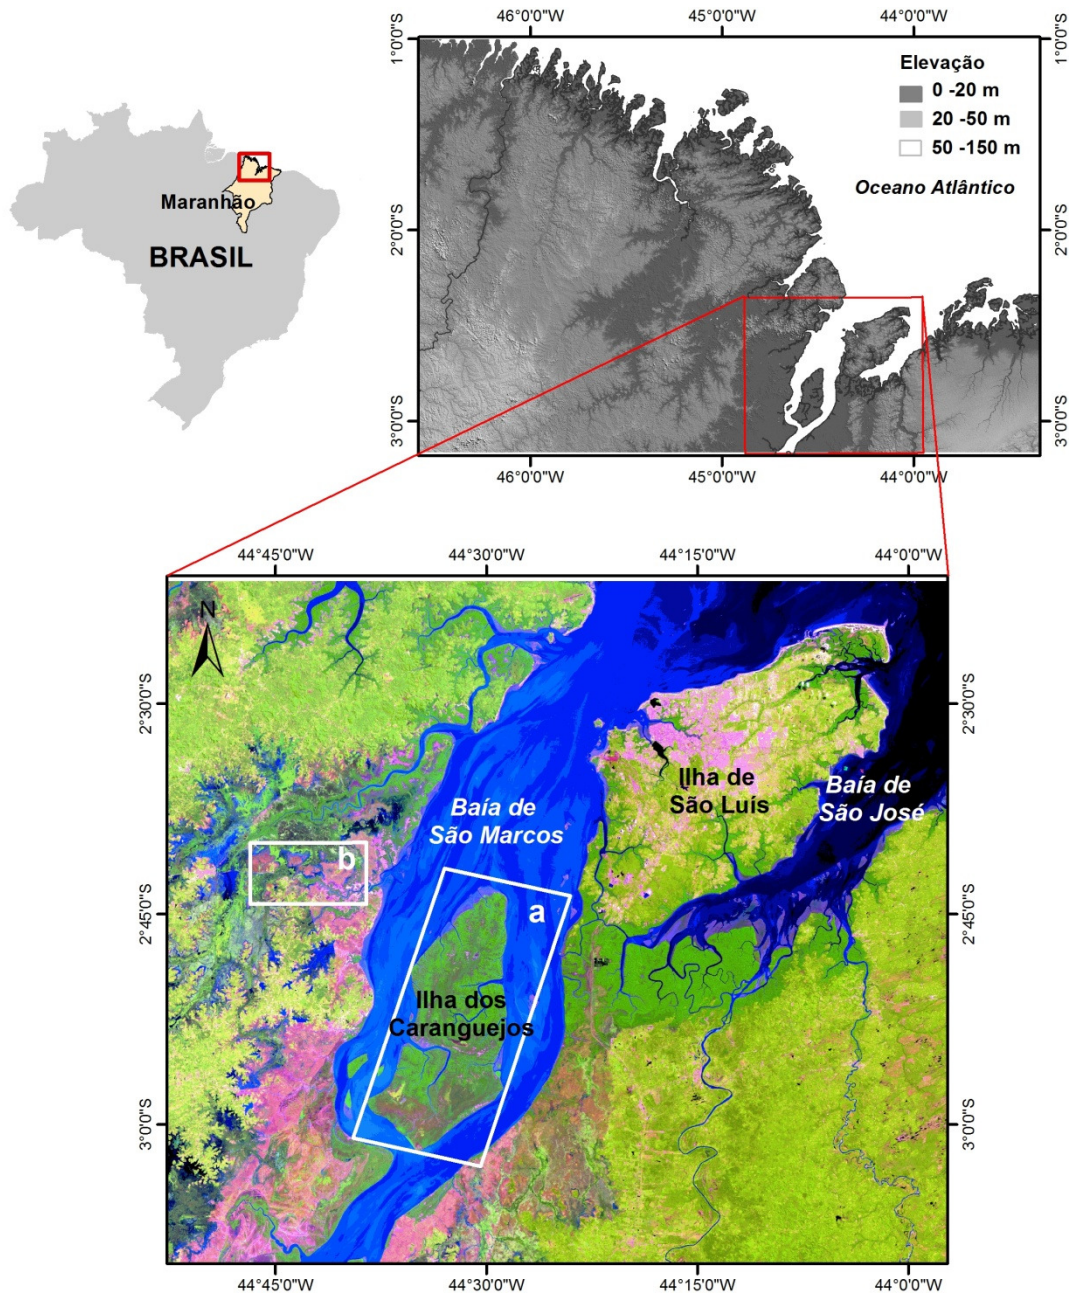 46°0'0"W
45°0'0"W
44°0'0"W
1°0'0"S
1°0'0"S
Elevação
0 -20 m
20 -50 m
50 -150 m
Oceano Atlântico
Maranhão
BRASIL
2°0'0"S
2°0'0"S
3°0'0"S
3°0'0"S
46°0'0"W
45°0'0"W
44°0'0"W
44°45'0"W
44°30'0"W
44°15'0"W
44°0'0"W
N
2°30'0"S
2°30'0"S
Ilha de
São Luís
Baía de
São José
Baía de
São Marcos
b
a
2°45'0"S
2°45'0"S
Ilha dos
Caranguejos
3°0'0"S
3°0'0"S
44°45'0"W
44°30'0"W
44°15'0"W
44°0'0"W